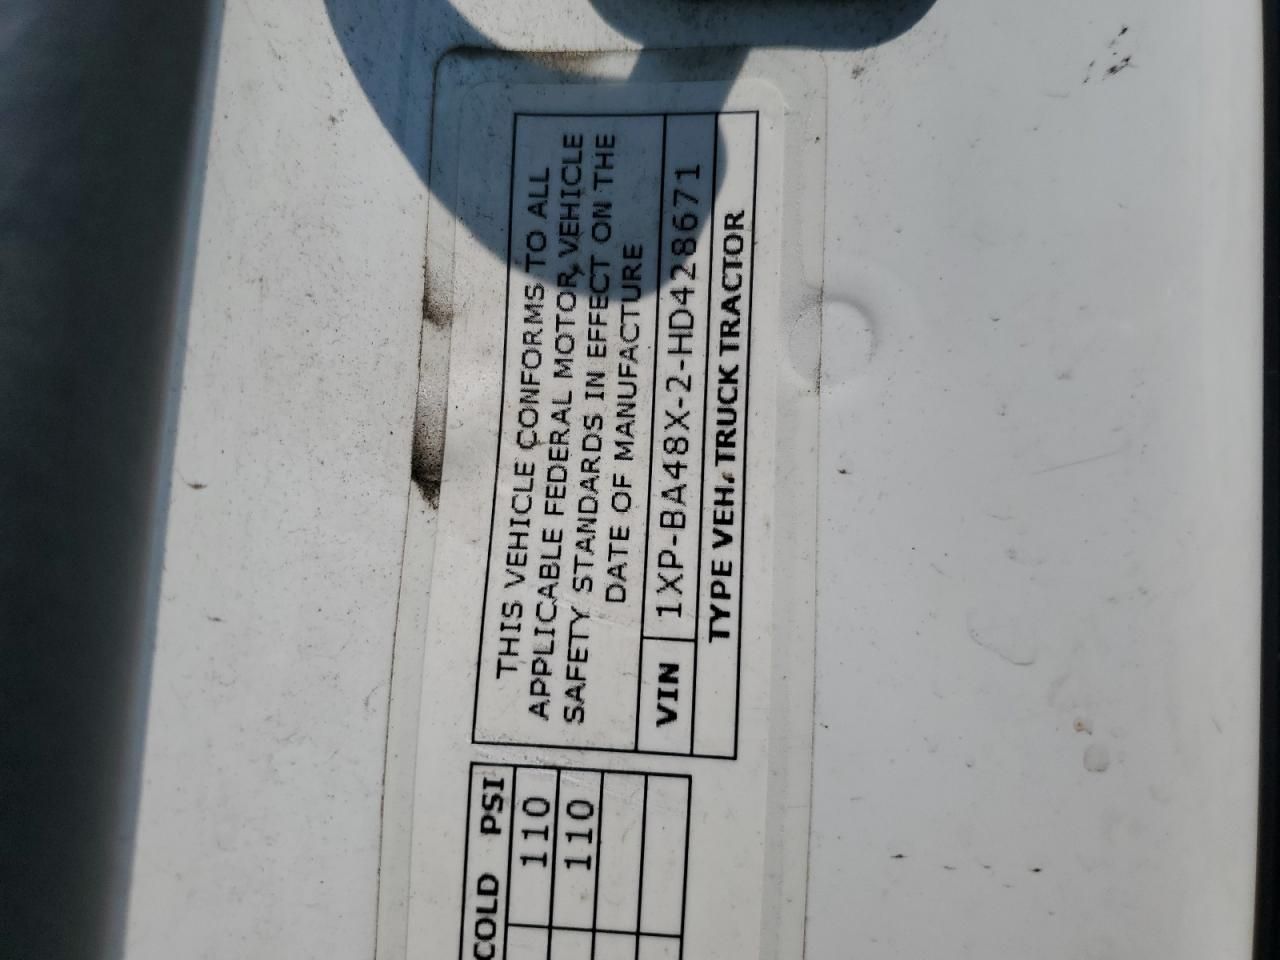 COLD PSI
110
110
THIS VEHICLE CONFORMS TO ALL
APPLICABLE FEDERAL MOTOR VEHICLE
SAFETY STANDARDS IN EFFECT ON THE
DATE OF MANUFACTURE
VIN 1XP-BA48X-2-HD428671
TYPE VEH. TRUCK TRACTOR